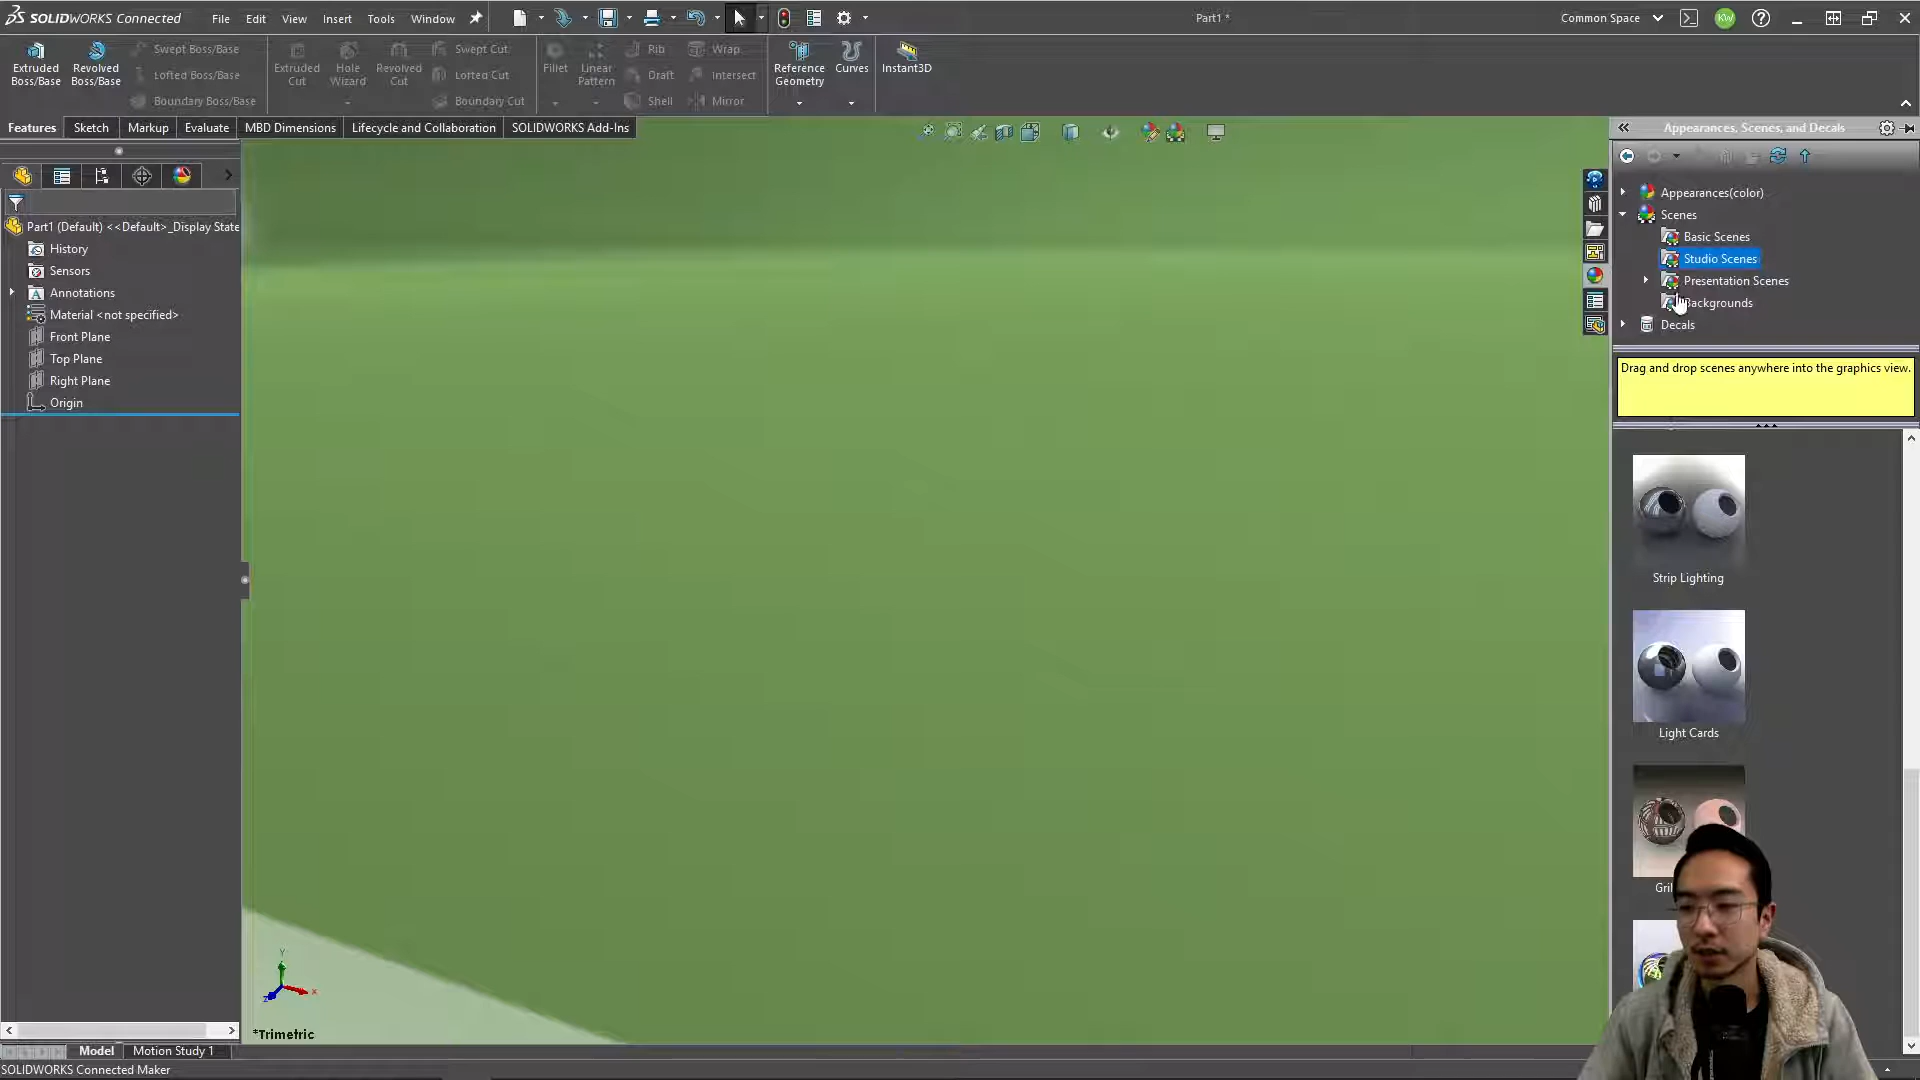 SOLIDWORKS Connected File Edit View Insert Tools Window Part1 * Common Space KW
Extruded Boss/Base
Revolved Boss/Base
Swept Boss/Base
Lofted Boss/Base
Boundary Boss/Base
Extruded Cut
Hole Wizard
Revolved Cut
Swept Cut
Lofted Cut
Boundary Cut
Fillet
Linear Pattern
Rib
Draft
Shell
Wrap
Intersect
Mirror
Reference Geometry
Curves
Instant3D
Features Sketch Markup Evaluate MBD Dimensions Lifecycle and Collaboration SOLIDWORKS Add-Ins
Part1 (Default) <<Default>_Display State
History
Sensors
Annotations
Material <not specified>
Front Plane
Top Plane
Right Plane
Origin
Y
X
Z
*Trimetric
Appearances, Scenes, and Decals
Appearances(color)
Scenes
Basic Scenes
Studio Scenes
Presentation Scenes
Backgrounds
Decals
Drag and drop scenes anywhere into the graphics view.
Strip Lighting
Light Cards
Model Motion Study 1
SOLIDWORKS Connected Maker